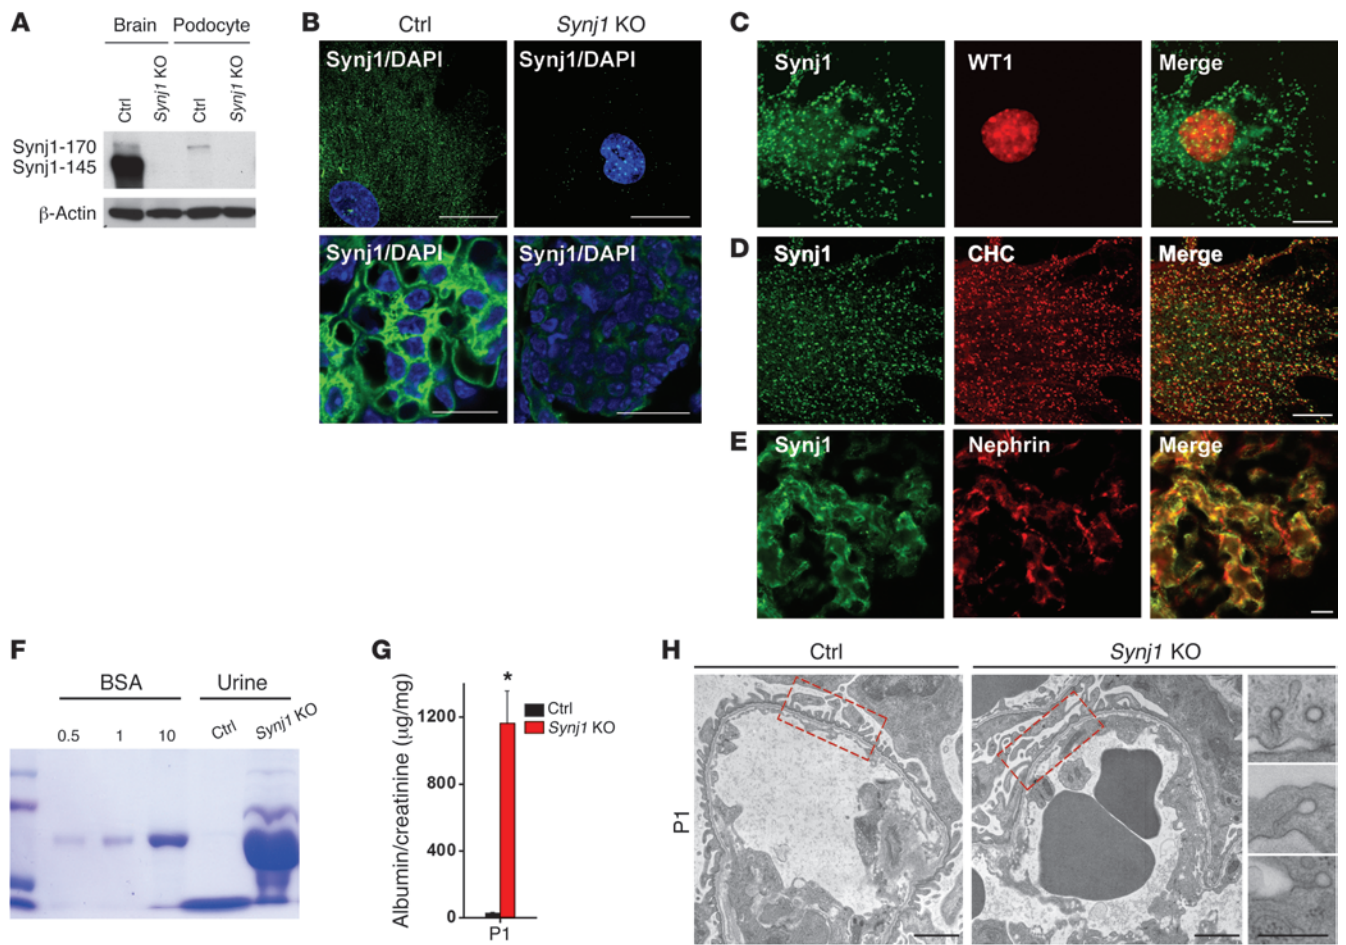 A
Brain Podocyte
Ctrl
Synj1 KO
Ctrl
Synj1 KO
Synj1-170
Synj1-145
β-Actin
B
Ctrl
Synj1 KO
Synj1/DAPI
Synj1/DAPI
Synj1/DAPI
Synj1/DAPI
C
Synj1
WT1
Merge
D
Synj1
CHC
Merge
E
Synj1
Nephrin
Merge
F
BSA
Urine
0.5 1 10 Ctrl Synj1 KO
G
*
Ctrl
Synj1 KO
Albumin/creatinine (µg/mg)
1200
800
400
0
P1
H
Ctrl
Synj1 KO
P1